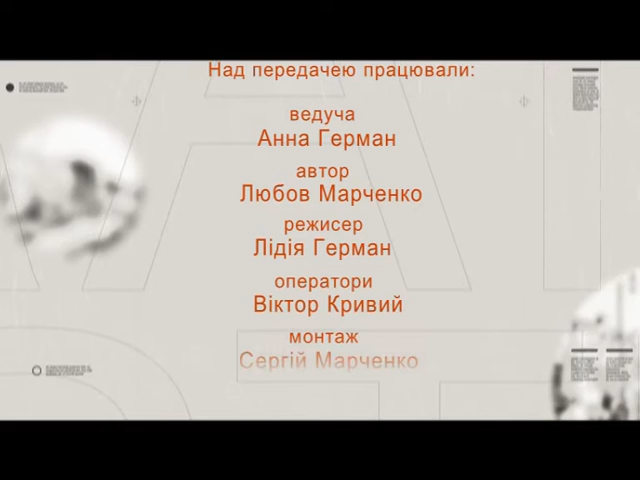 Над передачею працювали:
ведуча
Анна Герман
автор
Любов Марченко
режисер
Лідія Герман
оператори
Віктор Кривий
монтаж
Сергій Марченко